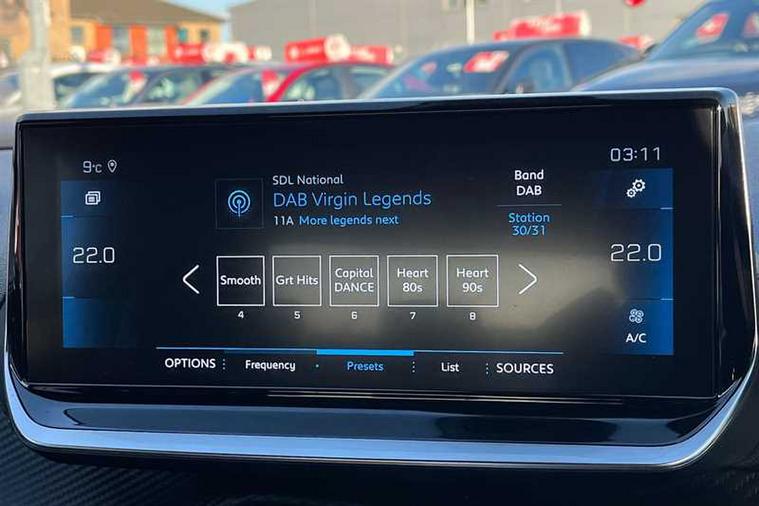 9°C
03:11
SDL National
DAB Virgin Legends
11A More legends next
Band
DAB
Station
30/31
22.0
22.0
Smooth
Grt Hits
Capital
DANCE
Heart
80s
Heart
90s
4
5
6
7
8
A/C
OPTIONS
Frequency
Presets
List
SOURCES